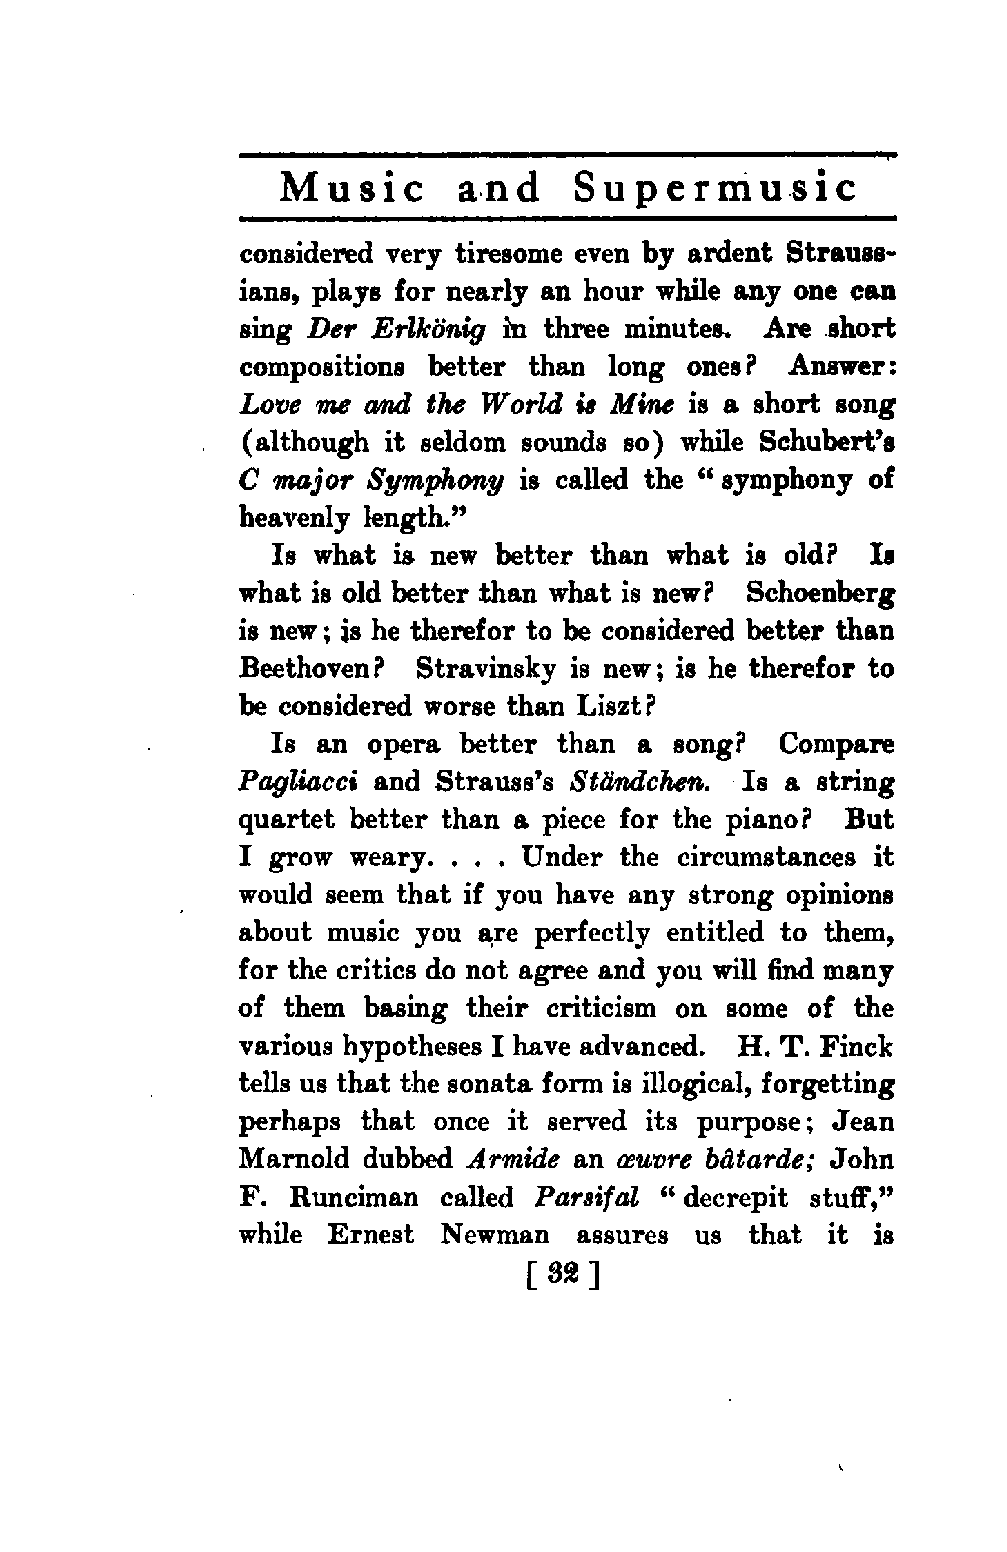 Music and Supermusic
considered very tiresome even by ardent Strauss-
ians, plays for nearly an hour while any one can
sing Der Erlkönig in three minutes. Are short
compositions better than long ones? Answer:
Love me and the World is Mine is a short song
(although it seldom sounds so) while Schubert's
C major Symphony is called the “symphony of
heavenly length.”
Is what is new better than what is old? Is
what is old better than what is new? Schoenberg
is new; is he therefor to be considered better than
Beethoven? Stravinsky is new; is he therefor to
be considered worse than Liszt?
Is an opera better than a song? Compare
Pagliacci and Strauss's Ständchen. Is a string
quartet better than a piece for the piano? But
I grow weary. . . . Under the circumstances it
would seem that if you have any strong opinions
about music you are perfectly entitled to them,
for the critics do not agree and you will find many
of them basing their criticism on some of the
various hypotheses I have advanced. H. T. Finck
tells us that the sonata form is illogical, forgetting
perhaps that once it served its purpose; Jean
Marnold dubbed Armide an œuvre bâtarde; John
F. Runciman called Parsifal “decrepit stuff,”
while Ernest Newman assures us that it is
[ 32 ]